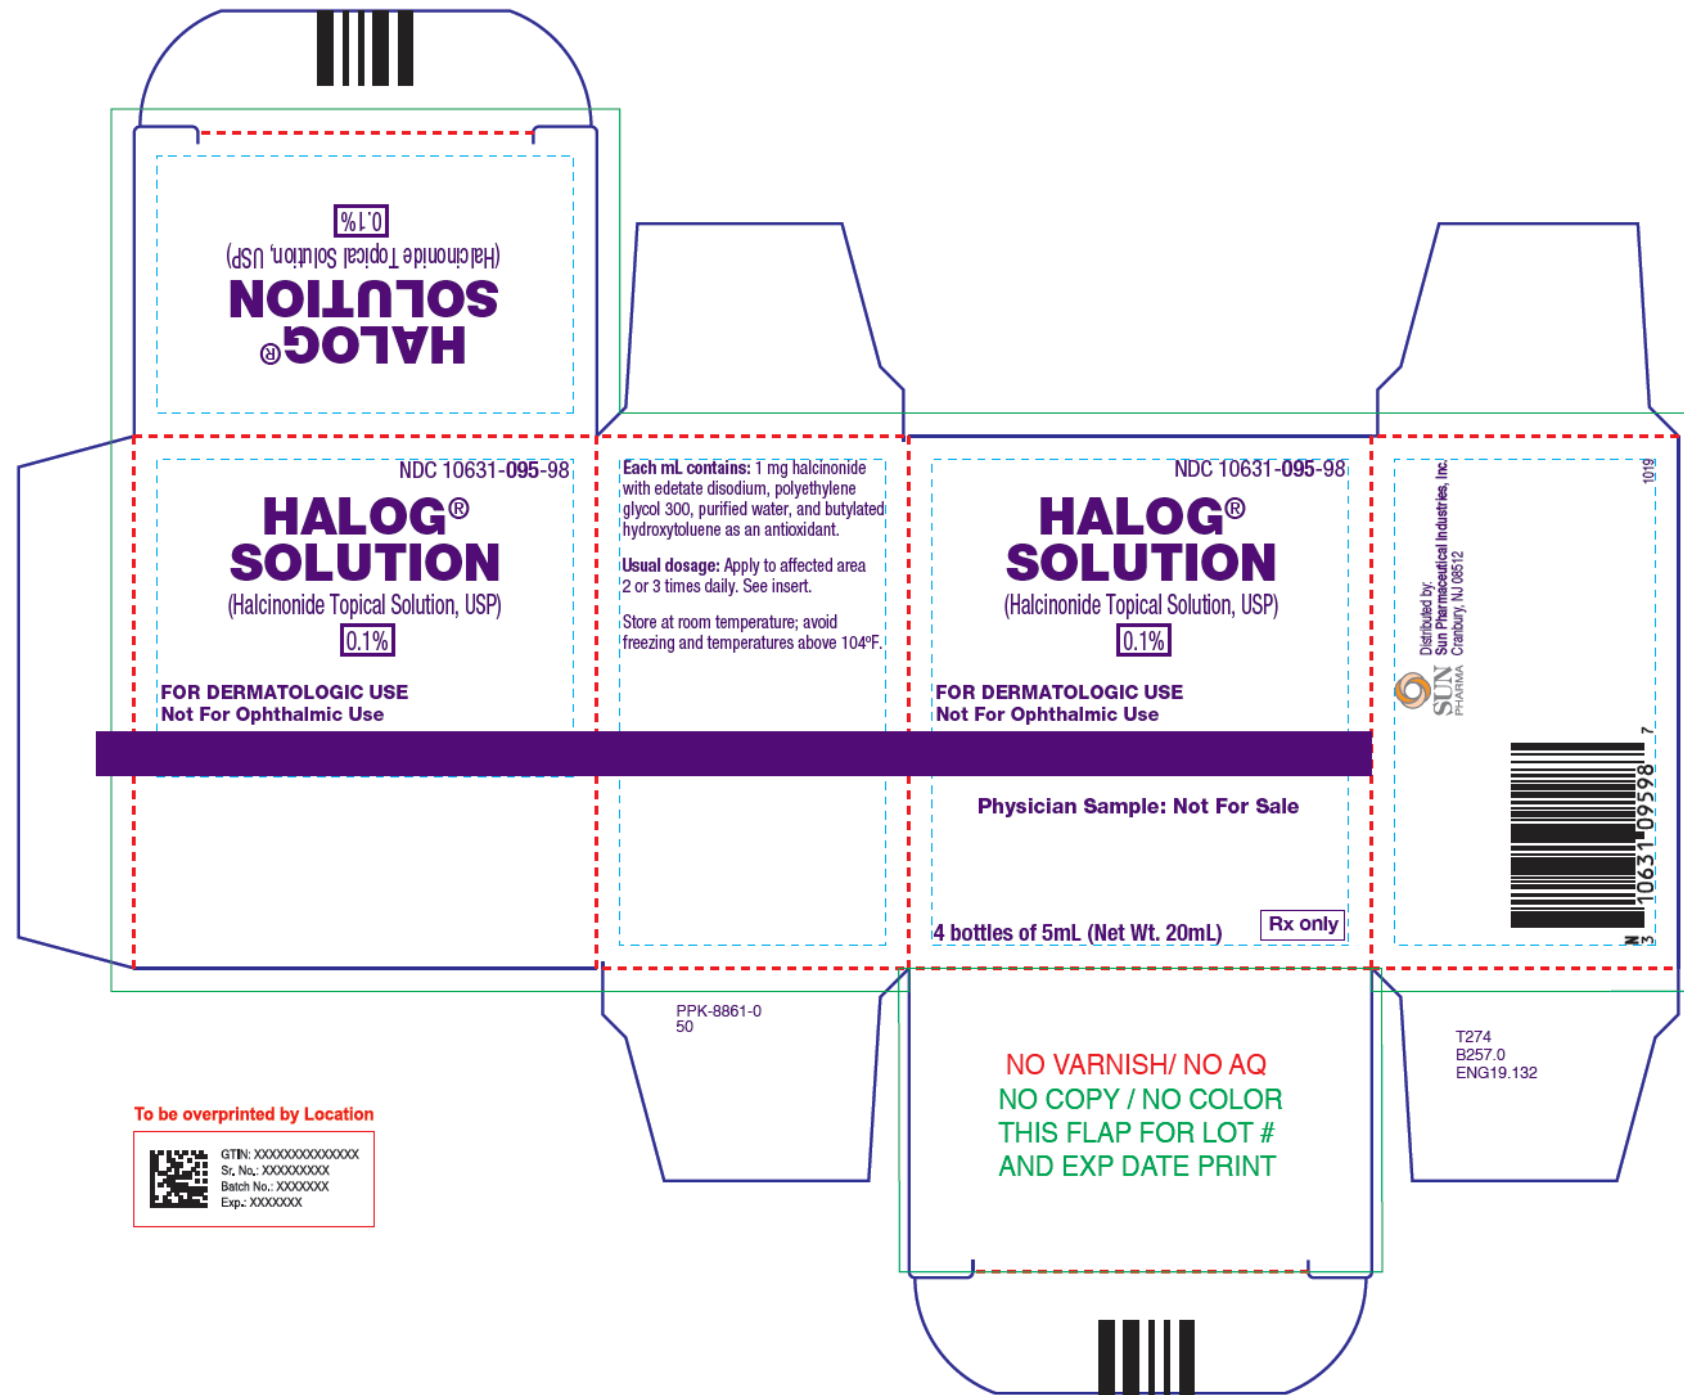 0.1%
(Halcinonide Topical Solution, USP)
SOLUTION
HALOG®
NDC 10631-095-98
HALOG®
SOLUTION
(Halcinonide Topical Solution, USP)
0.1%
FOR DERMATOLOGIC USE
Not For Ophthalmic Use
Each mL contains: 1 mg halcinonide
with edetate disodium, polyethylene
glycol 300, purified water, and butylated
hydroxytoluene as an antioxidant.
Usual dosage: Apply to affected area
2 or 3 times daily. See insert.
Store at room temperature; avoid
freezing and temperatures above 104ºF.
NDC 10631-095-98
HALOG®
SOLUTION
(Halcinonide Topical Solution, USP)
0.1%
FOR DERMATOLOGIC USE
Not For Ophthalmic Use
Physician Sample: Not For Sale
4 bottles of 5mL (Net Wt. 20mL)
Rx only
Distributed by:
Sun Pharmaceutical Industries, Inc.
Cranbury, NJ 08512
SUN
PHARMA
1019
N
3 10631 09598 7
PPK-8861-0
50
NO VARNISH/ NO AQ
NO COPY / NO COLOR
THIS FLAP FOR LOT #
AND EXP DATE PRINT
T274
B257.0
ENG19.132
To be overprinted by Location
GTIN: XXXXXXXXXXXXXX
Sr. No.: XXXXXXXXX
Batch No.: XXXXXXX
Exp.: XXXXXXX